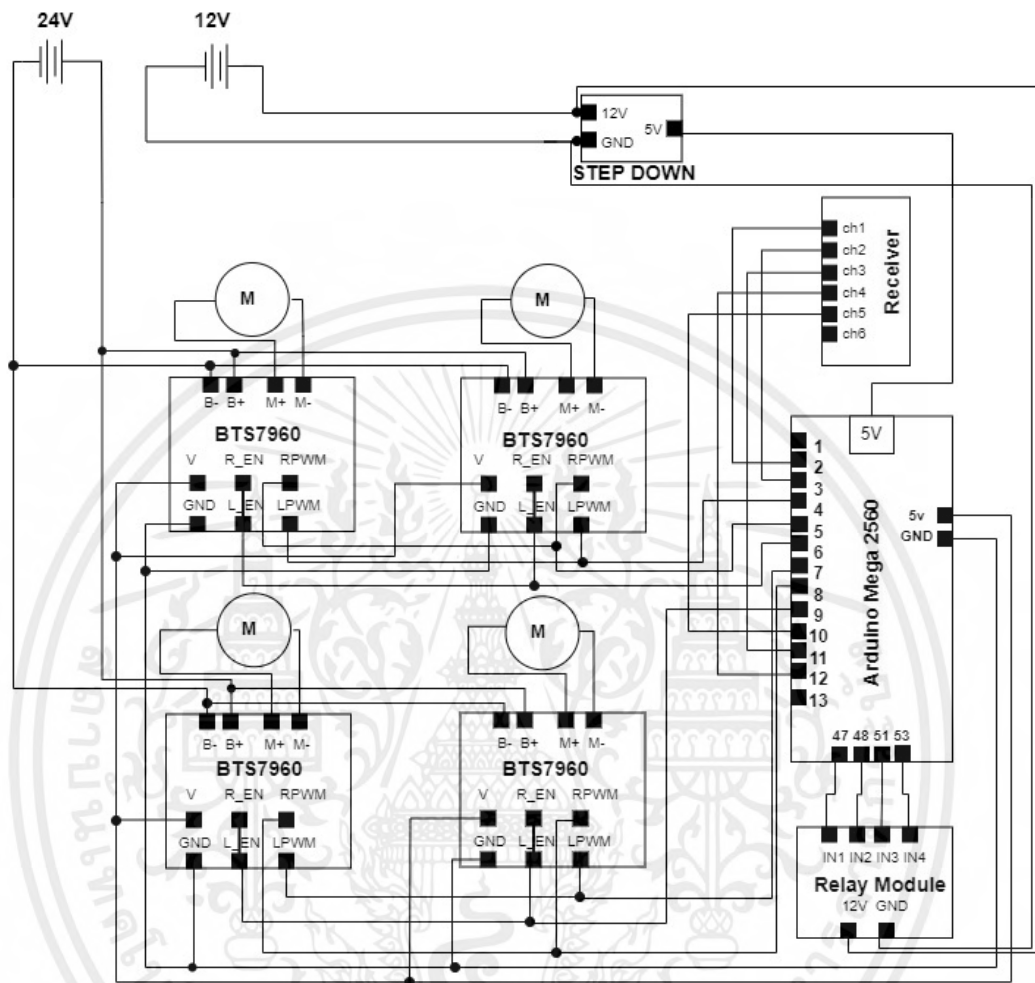 24V
12V
12V
5V
GND
STEP DOWN
ch1
ch2
ch3
ch4
ch5
ch6
Receiver
M
M
B-
B+
M+
M-
BTS7960
V
R_EN
RPWM
GND
L_EN
LPWM
B-
B+
M+
M-
BTS7960
V
R_EN
RPWM
GND
L_EN
LPWM
5V
1
2
3
4
5
6
7
8
9
10
11
12
13
5v
GND
Arduino Mega 2560
47
48
51
53
M
M
B-
B+
M+
M-
BTS7960
V
R_EN
RPWM
GND
L_EN
LPWM
B-
B+
M+
M-
BTS7960
V
R_EN
RPWM
GND
L_EN
LPWM
IN1
IN2
IN3
IN4
Relay Module
12V
GND